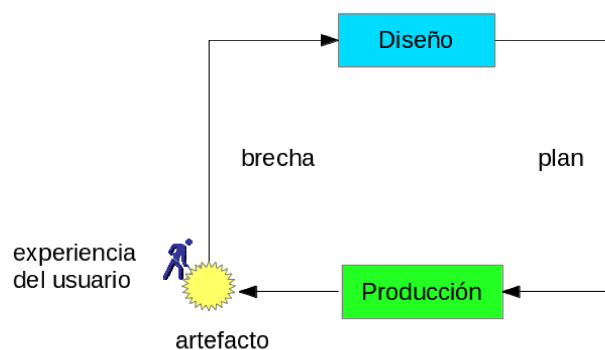 Diseño
brecha
plan
experiencia
del usuario
Producción
artefacto